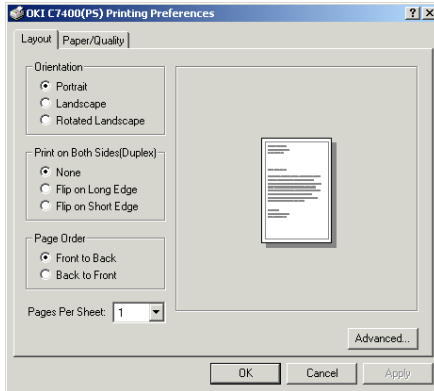 OKI C7400(PS) Printing Preferences
Layout Paper/Quality
Orientation
Portrait
Landscape
Rotated Landscape
Print on Both Sides(Duplex)
None
Flip on Long Edge
Flip on Short Edge
Page Order
Front to Back
Back to Front
Pages Per Sheet: 1
Advanced...
OK Cancel Apply